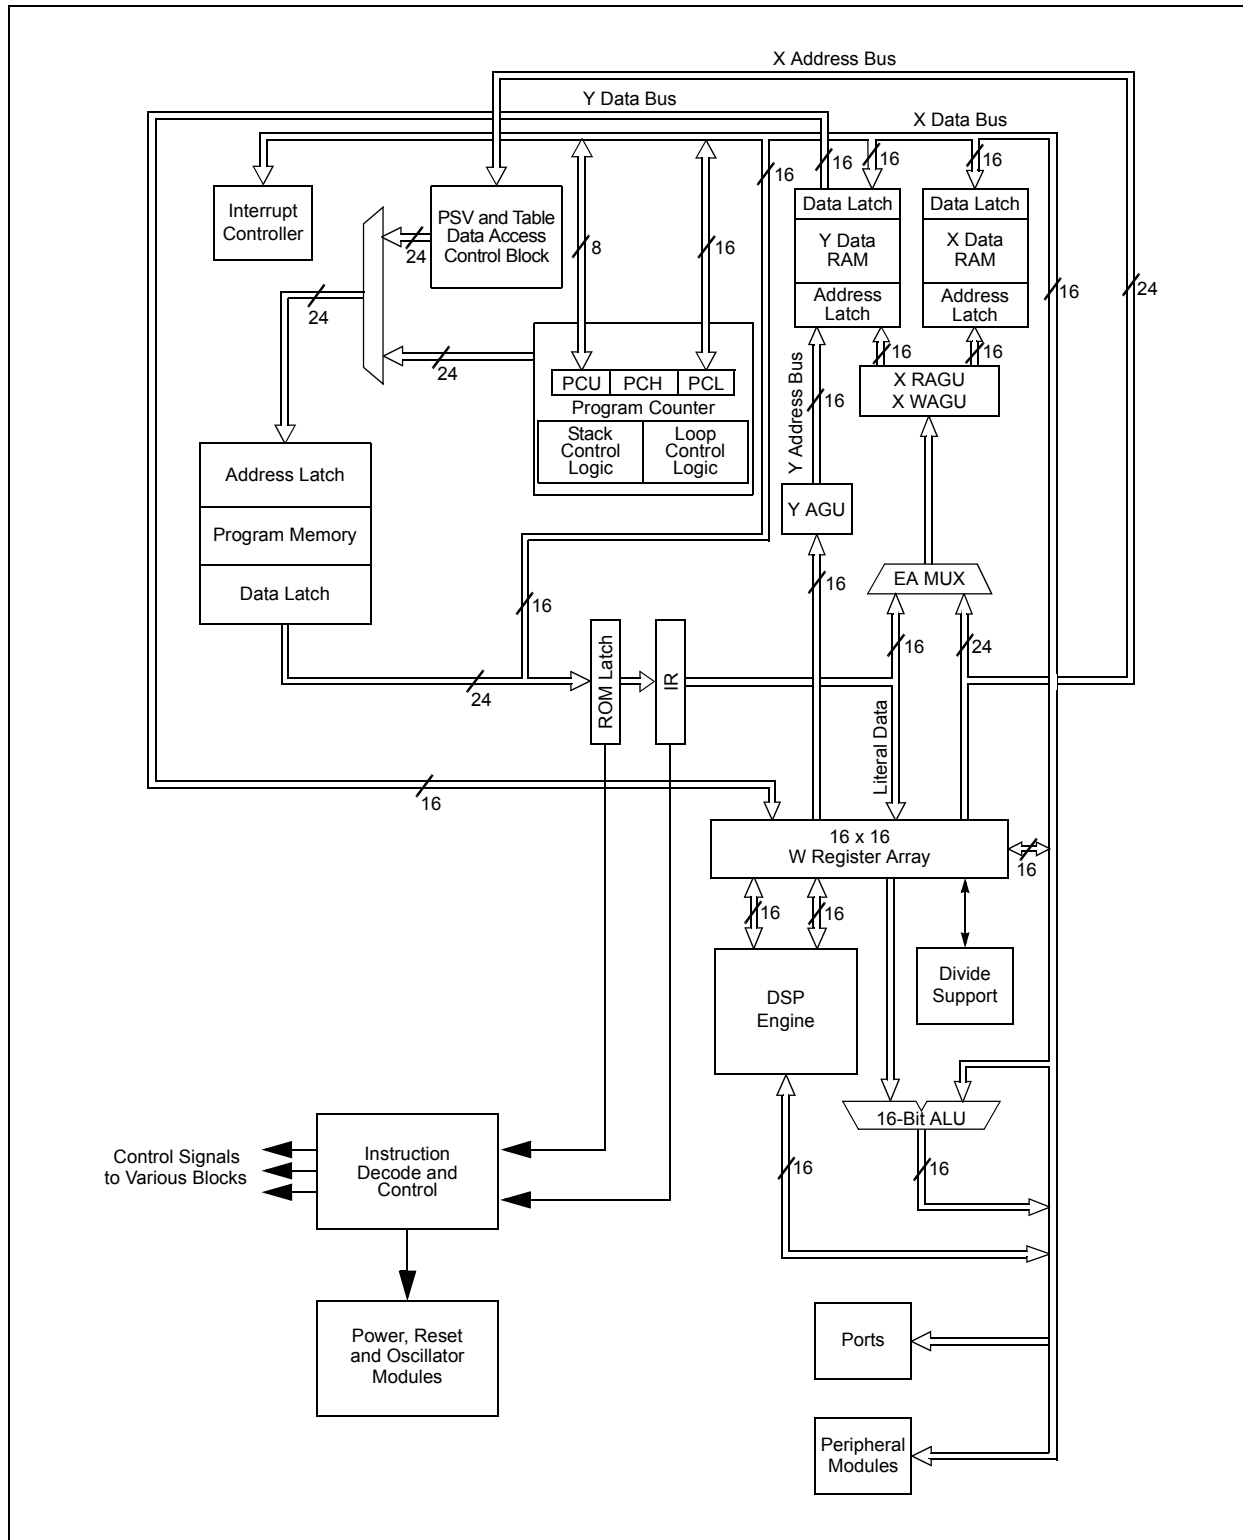 X Address Bus
Y Data Bus
X Data Bus
16
16
16
16
Interrupt
Controller
PSV and Table
Data Access
Control Block
24
8
16
Data Latch
Y Data
RAM
Address
Latch
Data Latch
X Data
RAM
Address
Latch
16
24
24
24
16
16
PCU
PCH
PCL
Program Counter
Stack
Control
Logic
Loop
Control
Logic
Y Address Bus
16
X RAGU
X WAGU
Address Latch
Program Memory
Data Latch
Y AGU
16
EA MUX
16
16
24
24
ROM Latch
IR
Literal Data
16
16 x 16
W Register Array
16
16
16
DSP
Engine
Divide
Support
16-Bit ALU
16
16
Control Signals
to Various Blocks
Instruction
Decode and
Control
Power, Reset
and Oscillator
Modules
Ports
Peripheral
Modules